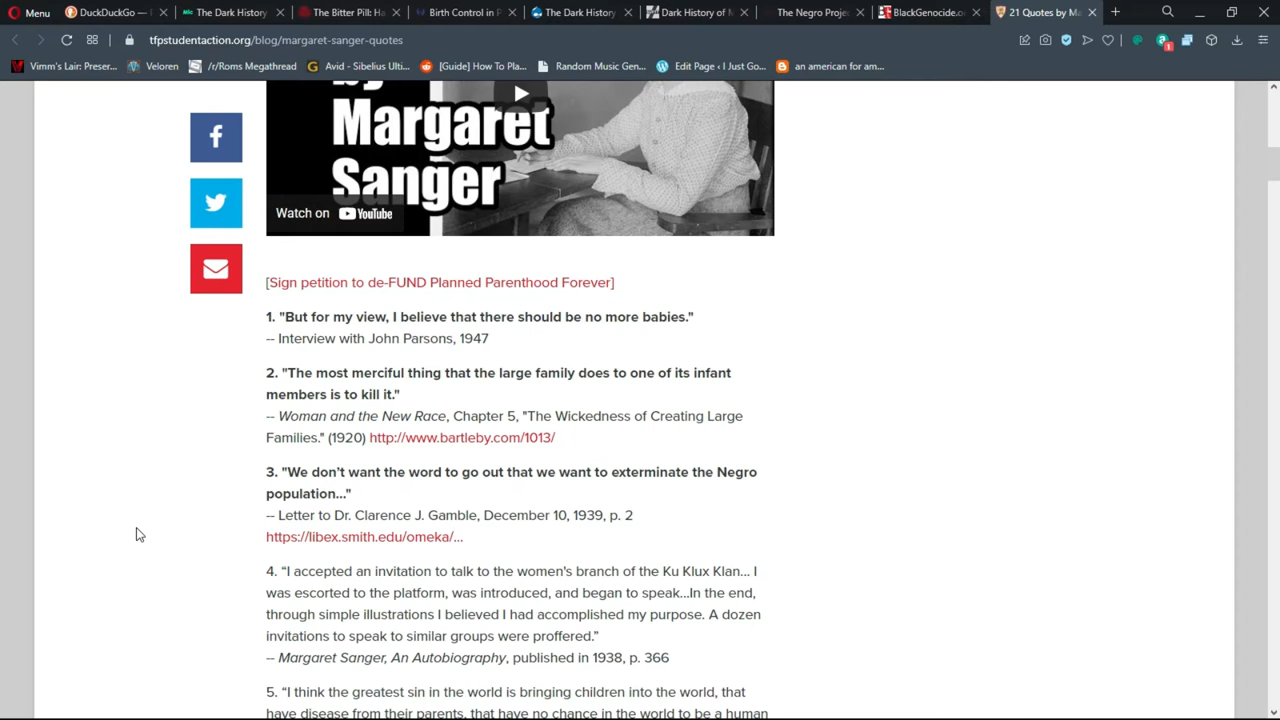 Menu
DuckDuckGo —
The Dark History
The Bitter Pill: Ha
Birth Control in P
The Dark History
Dark History of M
The Negro Proje
BlackGenocide.o
21 Quotes by Ma
tfpstudentaction.org/blog/margaret-sanger-quotes
1
Vimm's Lair: Preser...
Veloren
/r/Roms Megathread
Avid - Sibelius Ulti...
[Guide] How To Pla...
Random Music Gen...
Edit Page ‹ I Just Go...
an american for am...
by
Margaret
Sanger
Watch on YouTube
[Sign petition to de-FUND Planned Parenthood Forever]
1. "But for my view, I believe that there should be no more babies."
-- Interview with John Parsons, 1947
2. "The most merciful thing that the large family does to one of its infant
members is to kill it."
-- Woman and the New Race, Chapter 5, "The Wickedness of Creating Large
Families." (1920) http://www.bartleby.com/1013/
3. "We don't want the word to go out that we want to exterminate the Negro
population..."
-- Letter to Dr. Clarence J. Gamble, December 10, 1939, p. 2
https://libex.smith.edu/omeka/...
4. “I accepted an invitation to talk to the women's branch of the Ku Klux Klan... I
was escorted to the platform, was introduced, and began to speak...In the end,
through simple illustrations I believed I had accomplished my purpose. A dozen
invitations to speak to similar groups were proffered.”
-- Margaret Sanger, An Autobiography, published in 1938, p. 366
5. “I think the greatest sin in the world is bringing children into the world, that
have disease from their parents, that have no chance in the world to be a human